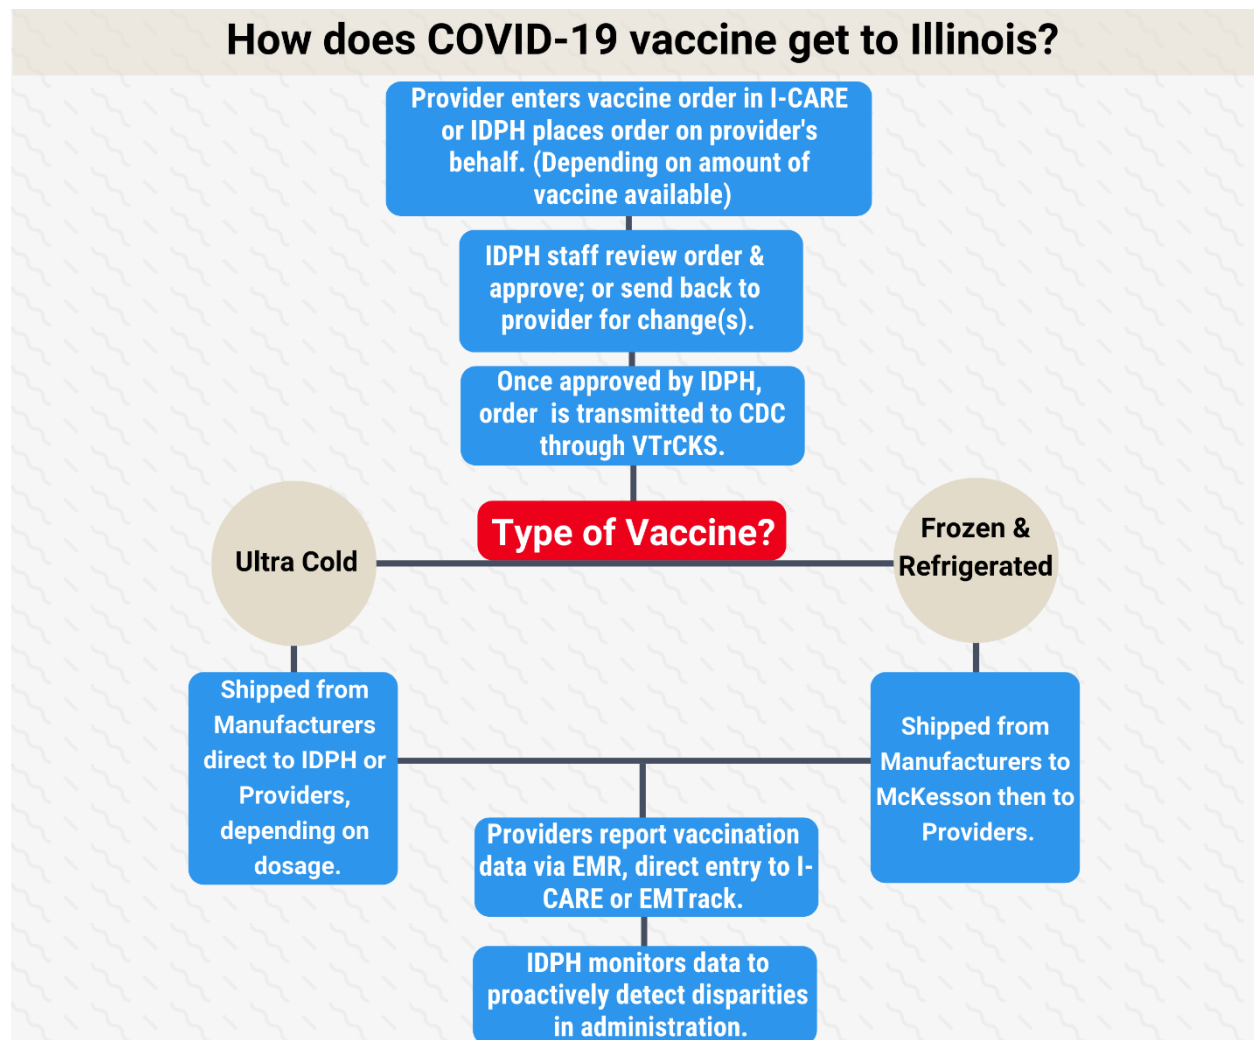 How does COVID-19 vaccine get to Illinois?
Provider enters vaccine order in I-CARE
or IDPH places order on provider's
behalf. (Depending on amount of
vaccine available)
IDPH staff review order &
approve; or send back to
provider for change(s).
Once approved by IDPH,
order is transmitted to CDC
through VTrCKS.
Type of Vaccine?
Ultra Cold
Frozen &
Refrigerated
Shipped from
Manufacturers
direct to IDPH or
Providers,
depending on
dosage.
Shipped from
Manufacturers to
McKesson then to
Providers.
Providers report vaccination
data via EMR, direct entry to I-
CARE or EMTrack.
IDPH monitors data to
proactively detect disparities
in administration.